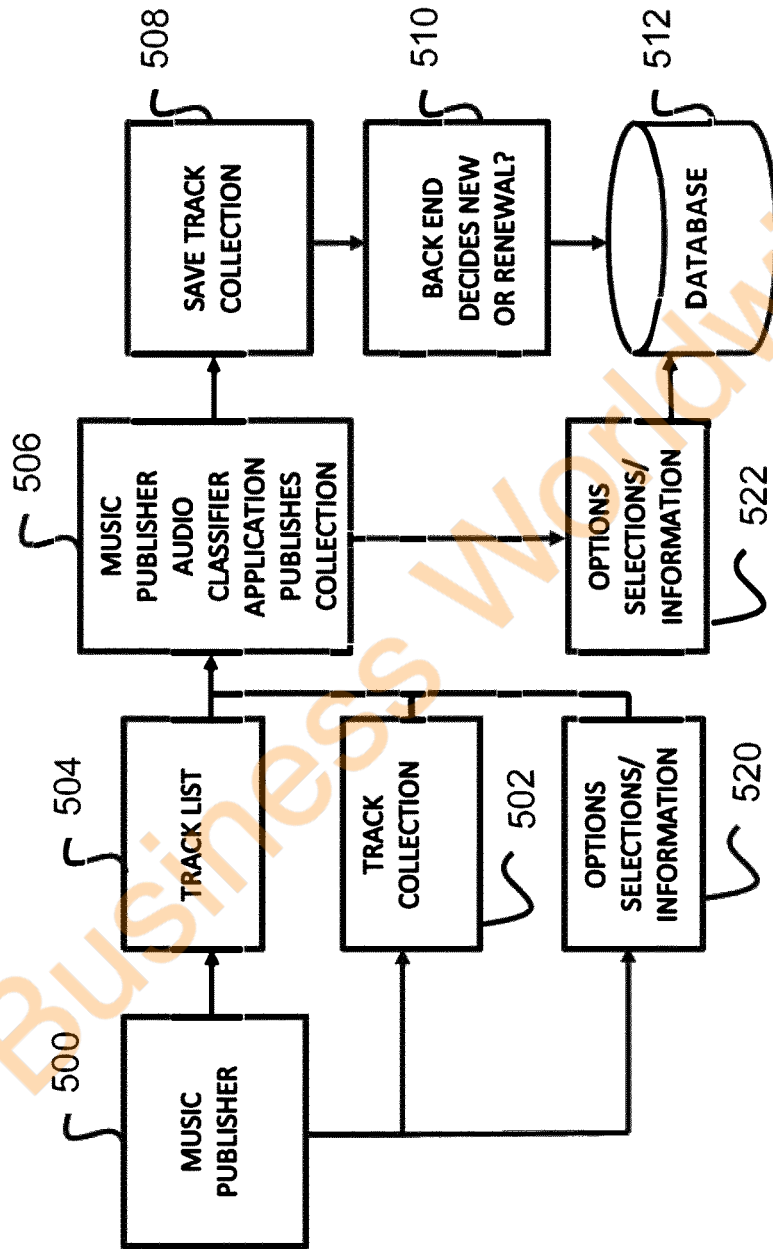 500
MUSIC
PUBLISHER
504
TRACK LIST
TRACK
COLLECTION
502
OPTIONS
SELECTIONS/
INFORMATION
520
506
MUSIC
PUBLISHER
AUDIO
CLASSIFIER
APPLICATION
PUBLISHES
COLLECTION
OPTIONS
SELECTIONS/
INFORMATION
522
508
SAVE TRACK
COLLECTION
510
BACK END
DECIDES NEW
OR RENEWAL?
512
DATABASE
Business Worldwi